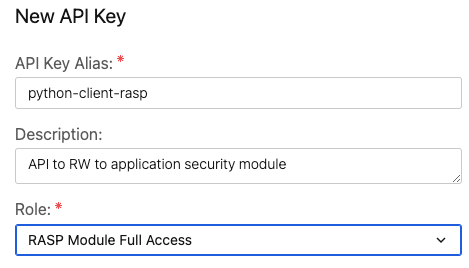 New API Key
API Key Alias: *
python-client-rasp
Description:
API to RW to application security module
Role: *
RASP Module Full Access